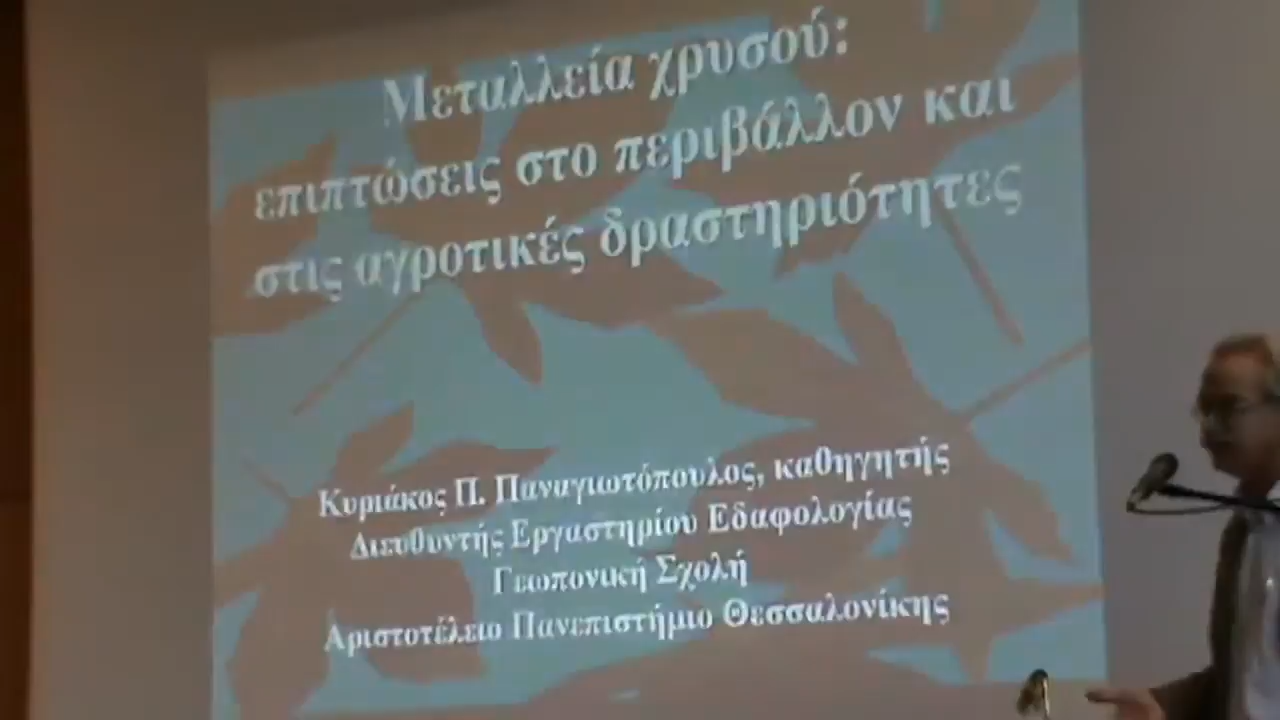 Μεταλλεία χρυσού:
επιπτώσεις στο περιβάλλον και
στις αγροτικές δραστηριότητες
Κυριάκος Π. Παναγιωτόπουλος, καθηγητής
Διευθυντής Εργαστηρίου Εδαφολογίας
Γεωπονική Σχολή
Αριστοτέλειο Πανεπιστήμιο Θεσσαλονίκης